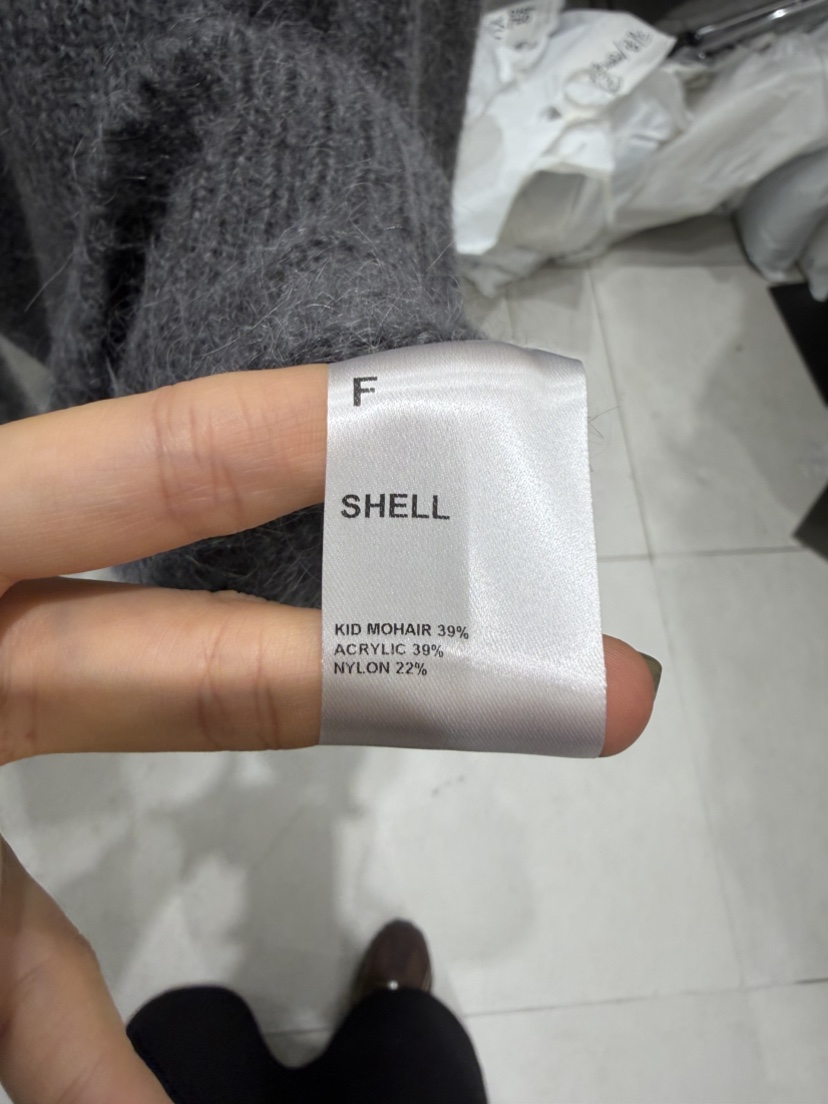 F
SHELL
KID MOHAIR 39%
ACRYLIC 39%
NYLON 22%